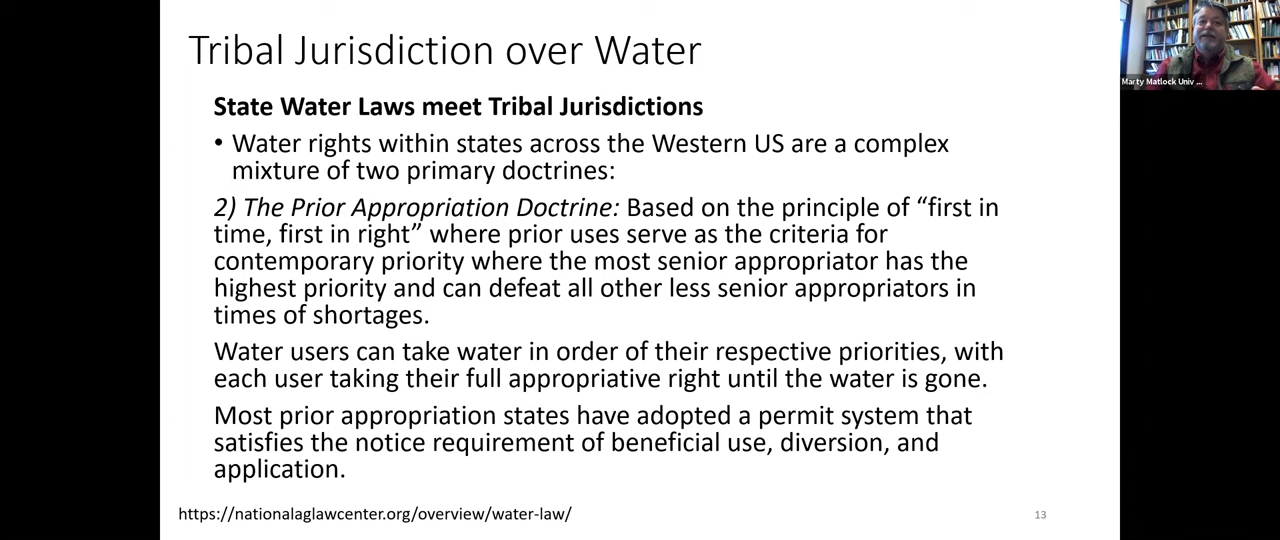 Tribal Jurisdiction over Water
State Water Laws meet Tribal Jurisdictions
• Water rights within states across the Western US are a complex
mixture of two primary doctrines:
2) The Prior Appropriation Doctrine: Based on the principle of “first in
time, first in right” where prior uses serve as the criteria for
contemporary priority where the most senior appropriator has the
highest priority and can defeat all other less senior appropriators in
times of shortages.
Water users can take water in order of their respective priorities, with
each user taking their full appropriative right until the water is gone.
Most prior appropriation states have adopted a permit system that
satisfies the notice requirement of beneficial use, diversion, and
application.
https://nationalaglawcenter.org/overview/water-law/
13
Marty Matlock Univ ...